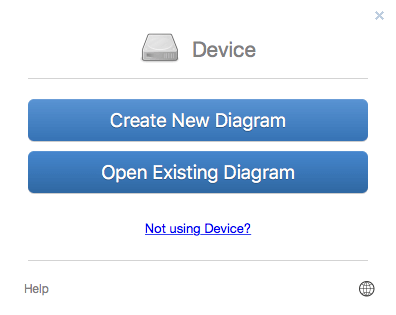 Device
Create New Diagram
Open Existing Diagram
Not using Device?
Help